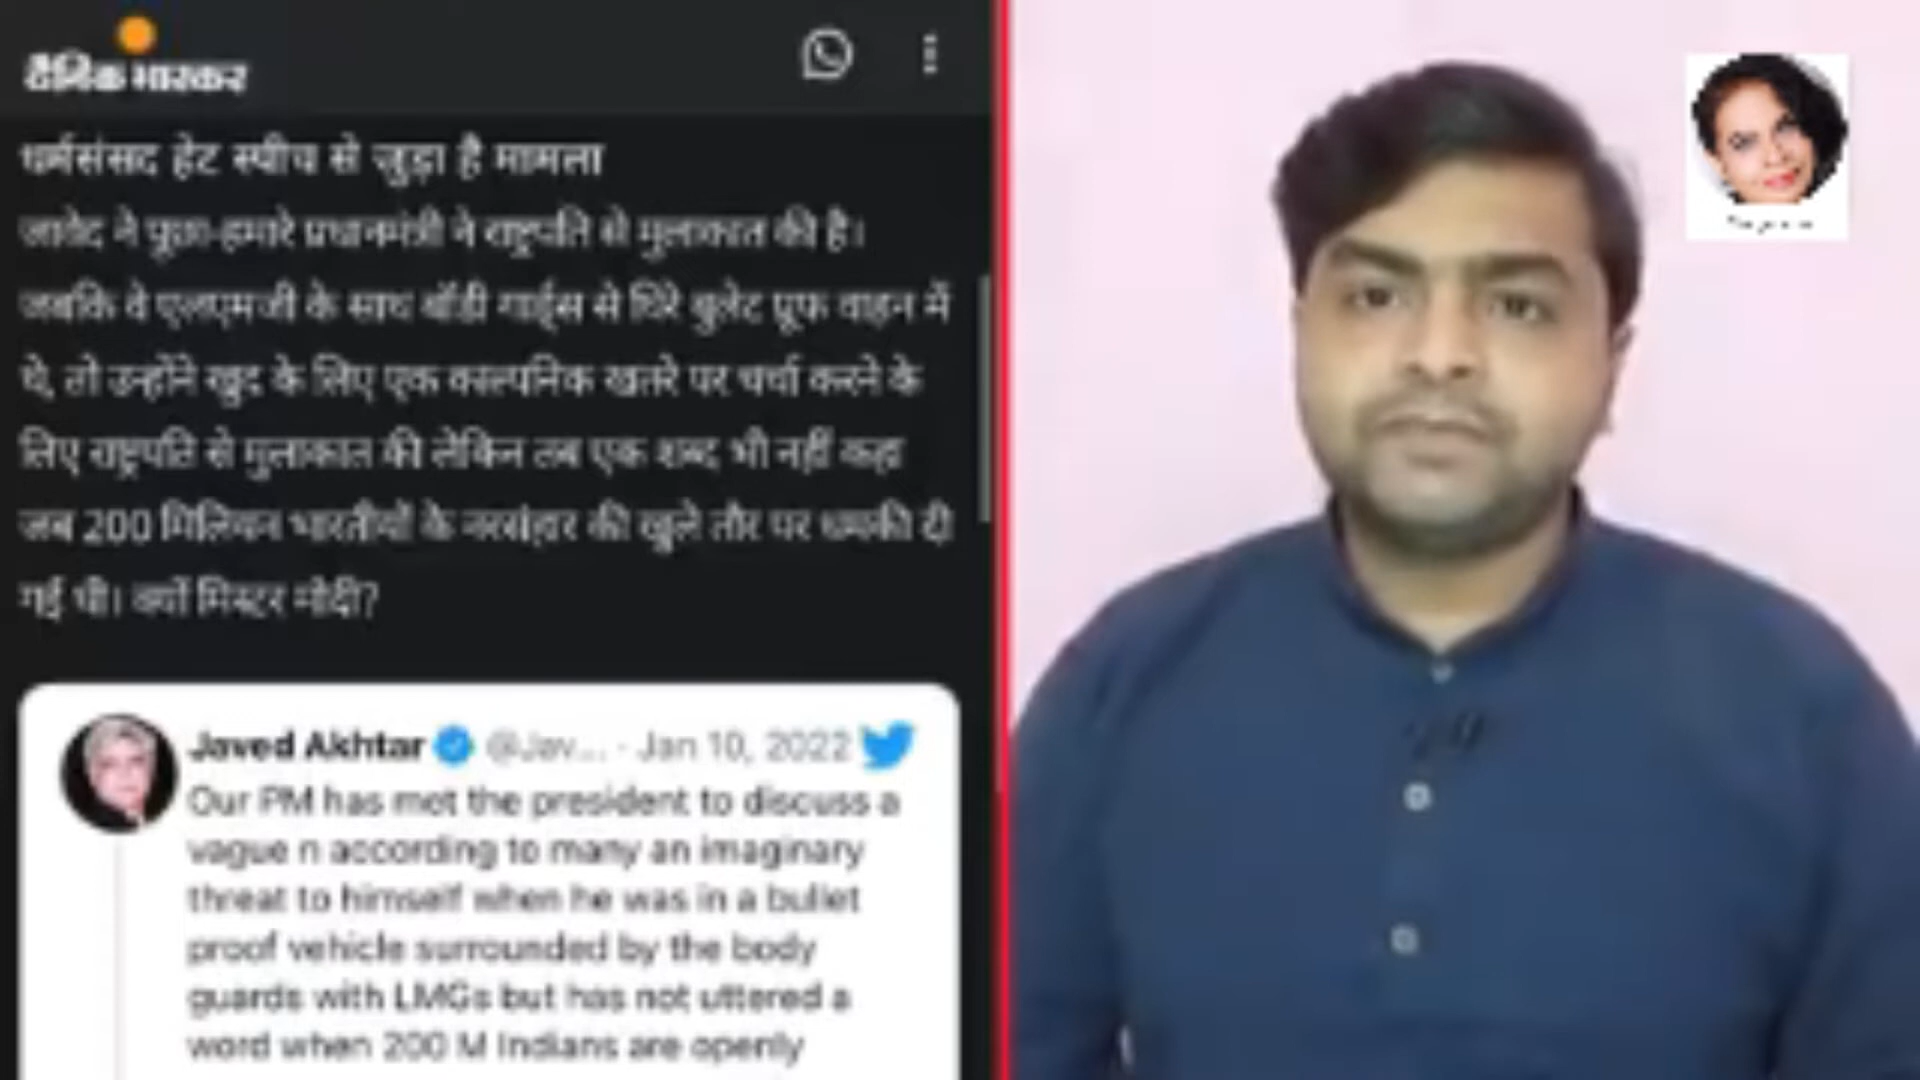 दैनिक भास्कर
धर्मसंसद हेट स्पीच से जुड़ा है मामला
जावेद ने पूछा-हमारे प्रधानमंत्री ने राष्ट्रपति से मुलाकात की है।
जबकि वे एलएमजी के साथ बॉडी गार्ड्स से घिरे बुलेट प्रूफ वाहन में
थे, तो उन्होंने खुद के लिए एक काल्पनिक खतरे पर चर्चा करने के
लिए राष्ट्रपति से मुलाकात की लेकिन तब एक शब्द भी नहीं कहा
जब 200 मिलियन भारतीयों के नरसंहार की खुले तौर पर धमकी दी
गई थी। क्यों मिस्टर मोदी?
Javed Akhtar @Jav... · Jan 10, 2022
Our PM has met the president to discuss a
vague n according to many an imaginary
threat to himself when he was in a bullet
proof vehicle surrounded by the body
guards with LMGs but has not uttered a
word when 200 M Indians are openly